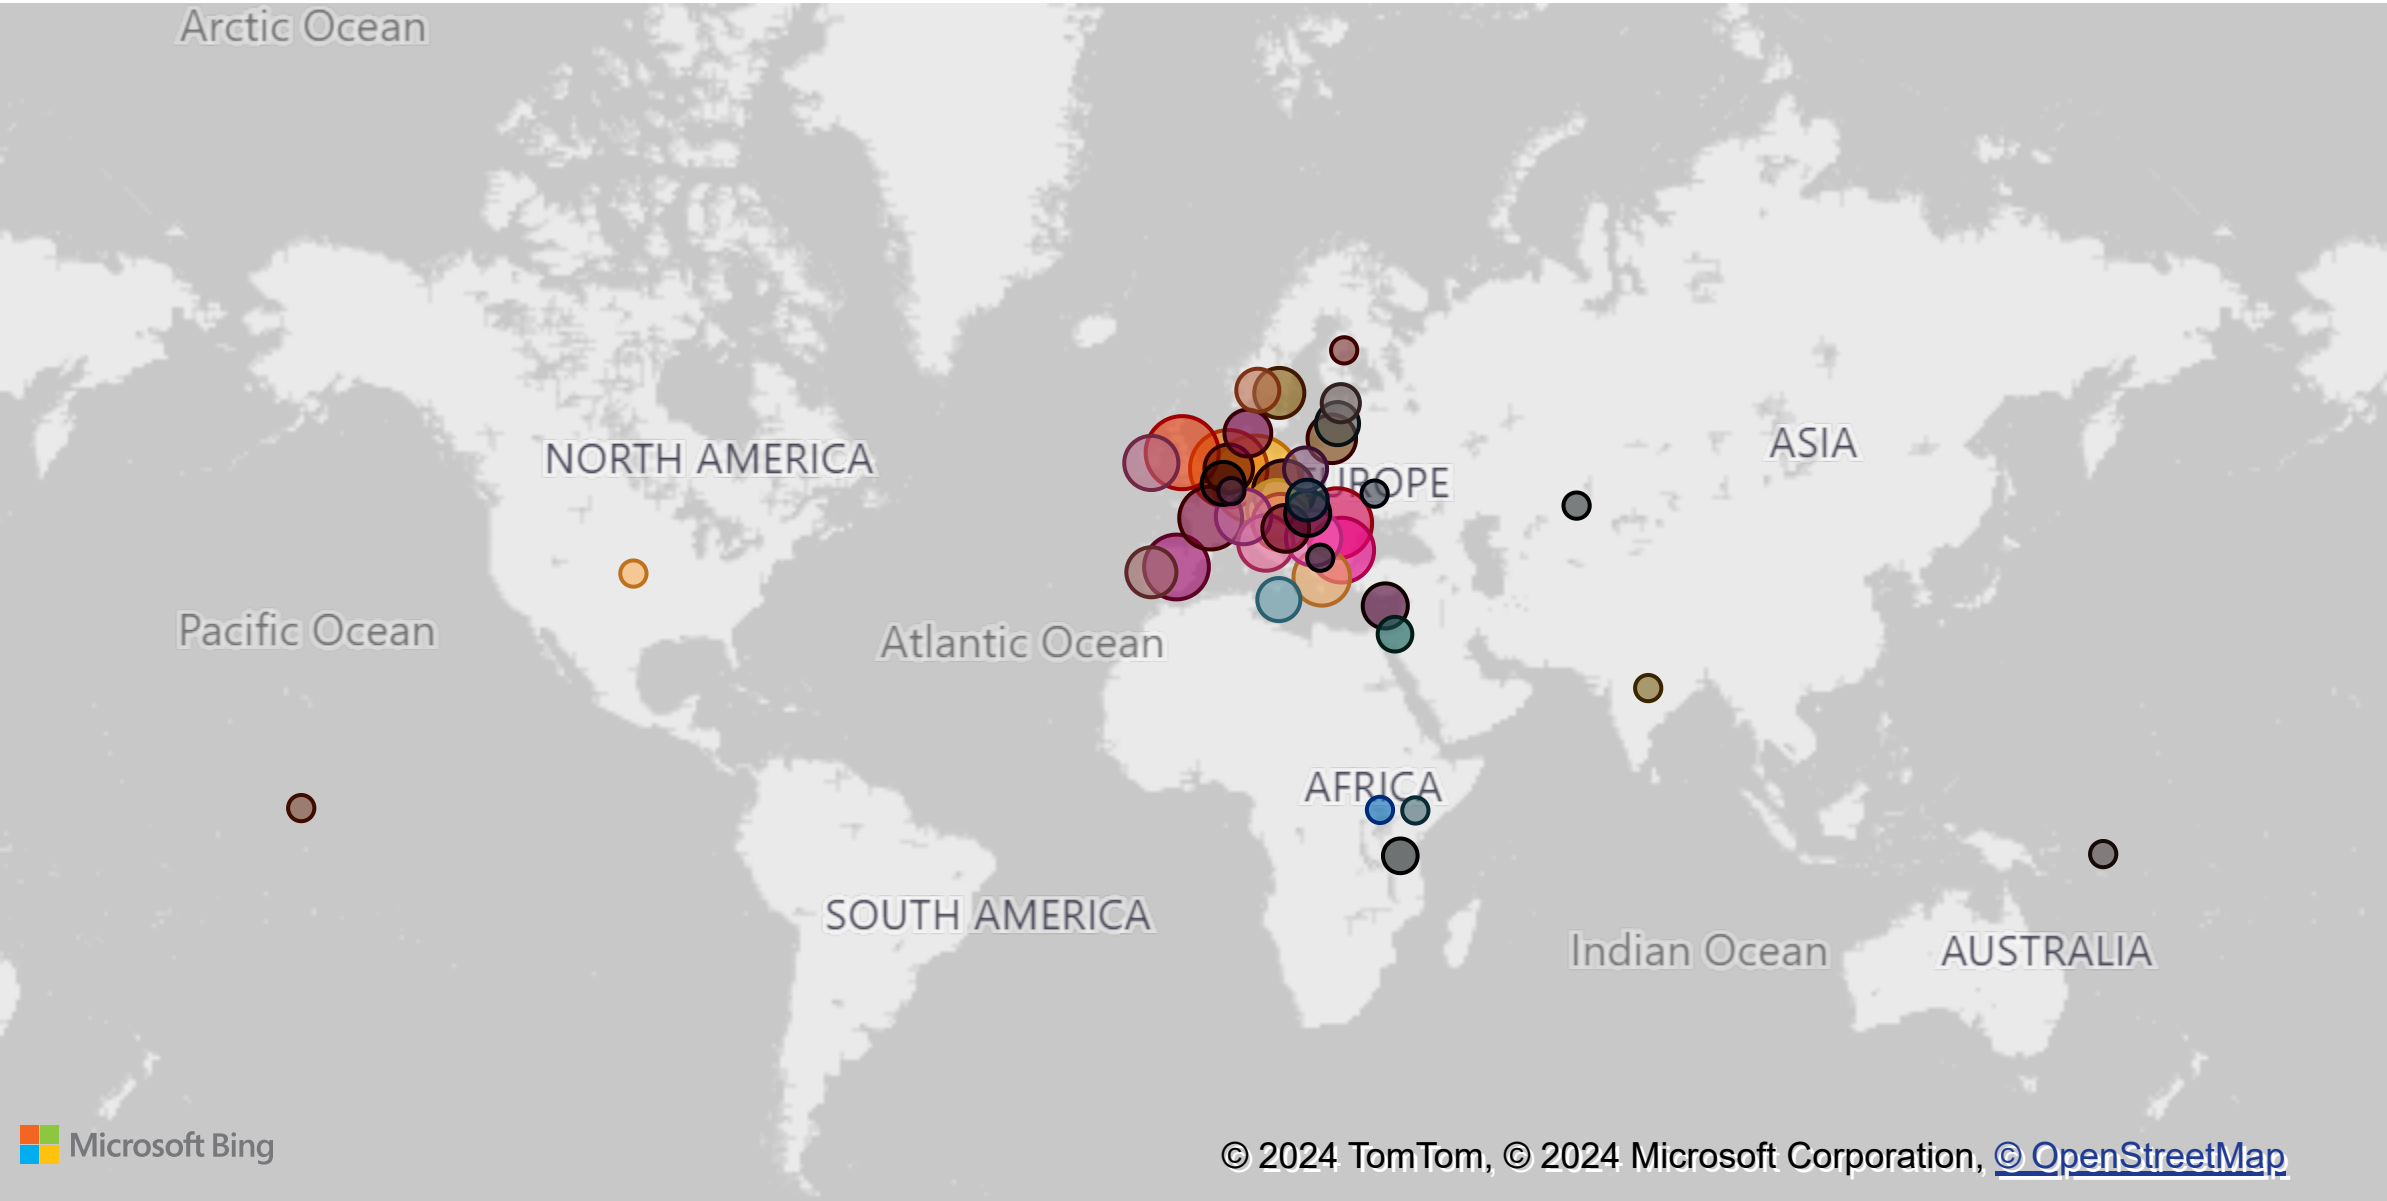 Arctic Ocean
NORTH AMERICA
ASIA
EUROPE
Pacific Ocean
Atlantic Ocean
AFRICA
SOUTH AMERICA
Indian Ocean
AUSTRALIA
Microsoft Bing
© 2024 TomTom, © 2024 Microsoft Corporation, © OpenStreetMap